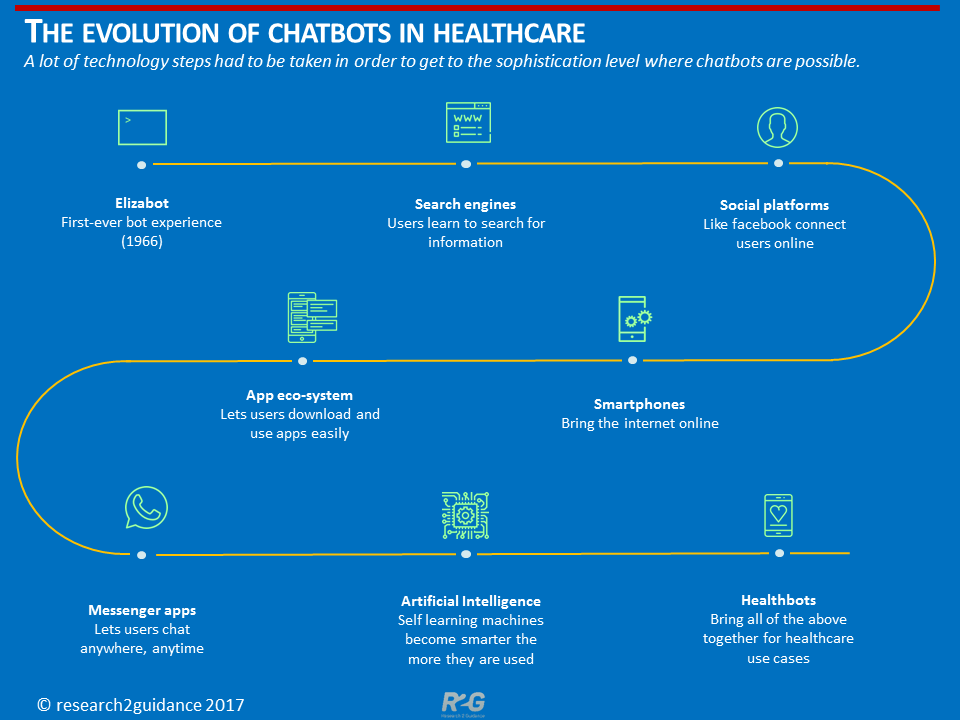 THE EVOLUTION OF CHATBOTS IN HEALTHCARE
A lot of technology steps had to be taken in order to get to the sophistication level where chatbots are possible.
>
WWW
Elizabot
First-ever bot experience
(1966)
Search engines
Users learn to search for
information
Social platforms
Like facebook connect
users online
App eco-system
Lets users download and
use apps easily
Smartphones
Bring the internet online
Messenger apps
Lets users chat
anywhere, anytime
Artificial Intelligence
Self learning machines
become smarter the
more they are used
Healthbots
Bring all of the above
together for healthcare
use cases
© research2guidance 2017
R2G
Research2Guidance